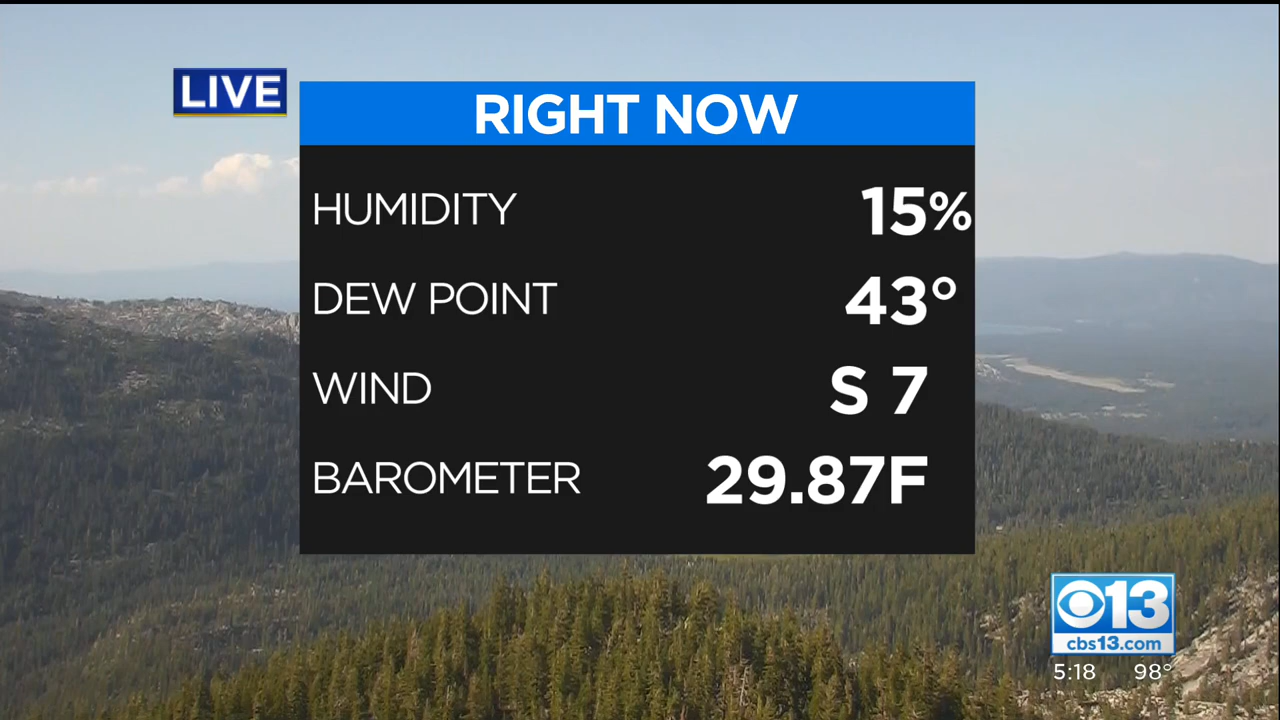 LIVE
RIGHT NOW
HUMIDITY 15%
DEW POINT 43°
WIND S 7
BAROMETER 29.87F
13
cbs13.com
5:18 98°